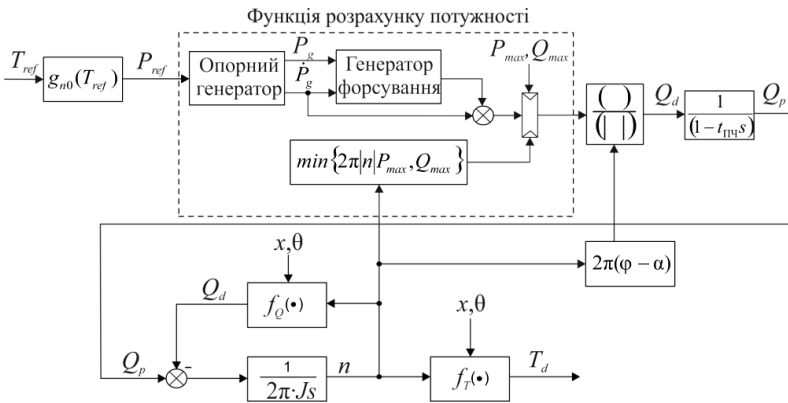 Функція розрахунку потужності
T_ref
g_n0(T_ref)
P_ref
Опорний генератор
P_g
Ṗ_g
Генератор форсування
P_max,Q_max
min{2π|n|P_max,Q_max}
( )
(| |)
Q_d
1
(1−t_ПЧ s)
Q_p
2π(φ − α)
x,θ
Q_d
f_Q(•)
x,θ
Q_p
-
1
2π·Js
n
f_T(•)
T_d